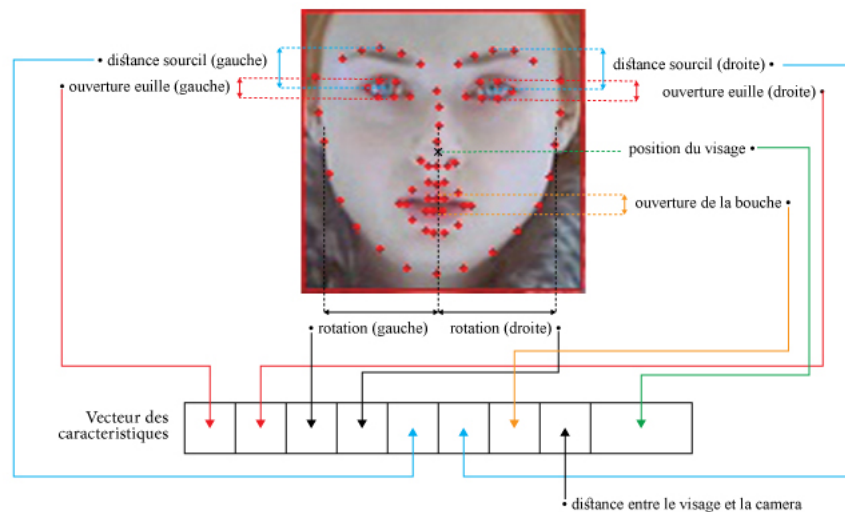 distance sourcil (gauche)
distance sourcil (droite)
ouverture euille (gauche)
ouverture euille (droite)
position du visage
ouverture de la bouche
rotation (gauche)
rotation (droite)
Vecteur des
caracteristiques
distance entre le visage et la camera